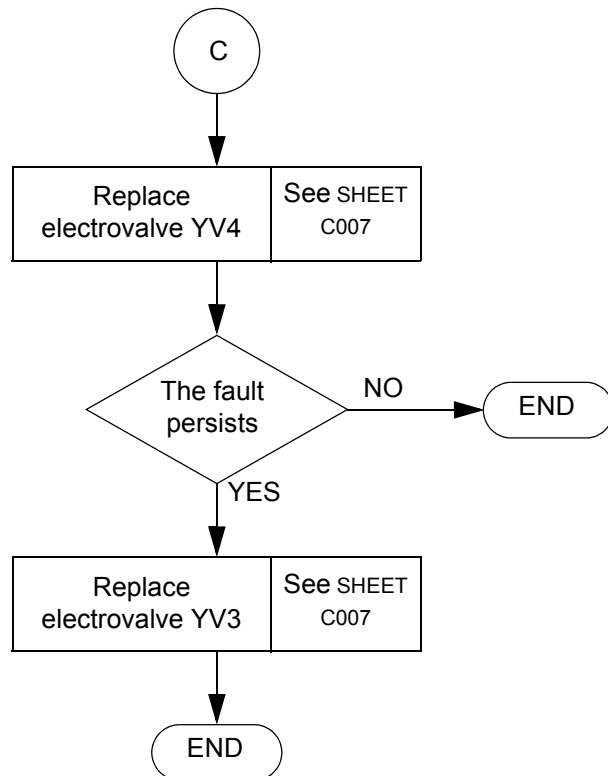 C
Replace
electrovalve YV4
See SHEET
C007
The fault
persists
NO
END
YES
Replace
electrovalve YV3
See SHEET
C007
END